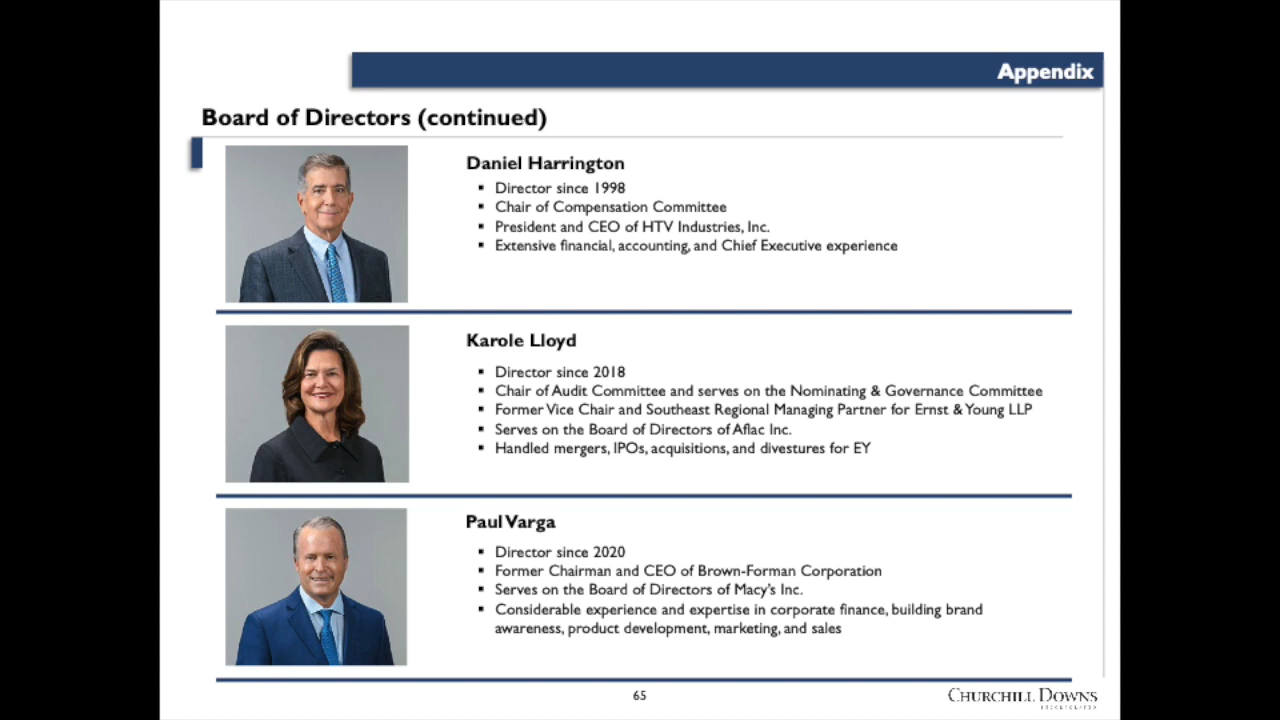 Appendix
Board of Directors (continued)
Daniel Harrington
▪ Director since 1998
▪ Chair of Compensation Committee
▪ President and CEO of HTV Industries, Inc.
▪ Extensive financial, accounting, and Chief Executive experience
Karole Lloyd
▪ Director since 2018
▪ Chair of Audit Committee and serves on the Nominating & Governance Committee
▪ Former Vice Chair and Southeast Regional Managing Partner for Ernst & Young LLP
▪ Serves on the Board of Directors of Aflac Inc.
▪ Handled mergers, IPOs, acquisitions, and divestures for EY
Paul Varga
▪ Director since 2020
▪ Former Chairman and CEO of Brown-Forman Corporation
▪ Serves on the Board of Directors of Macy's Inc.
▪ Considerable experience and expertise in corporate finance, building brand
awareness, product development, marketing, and sales
65
CHURCHILL DOWNS
INCORPORATED